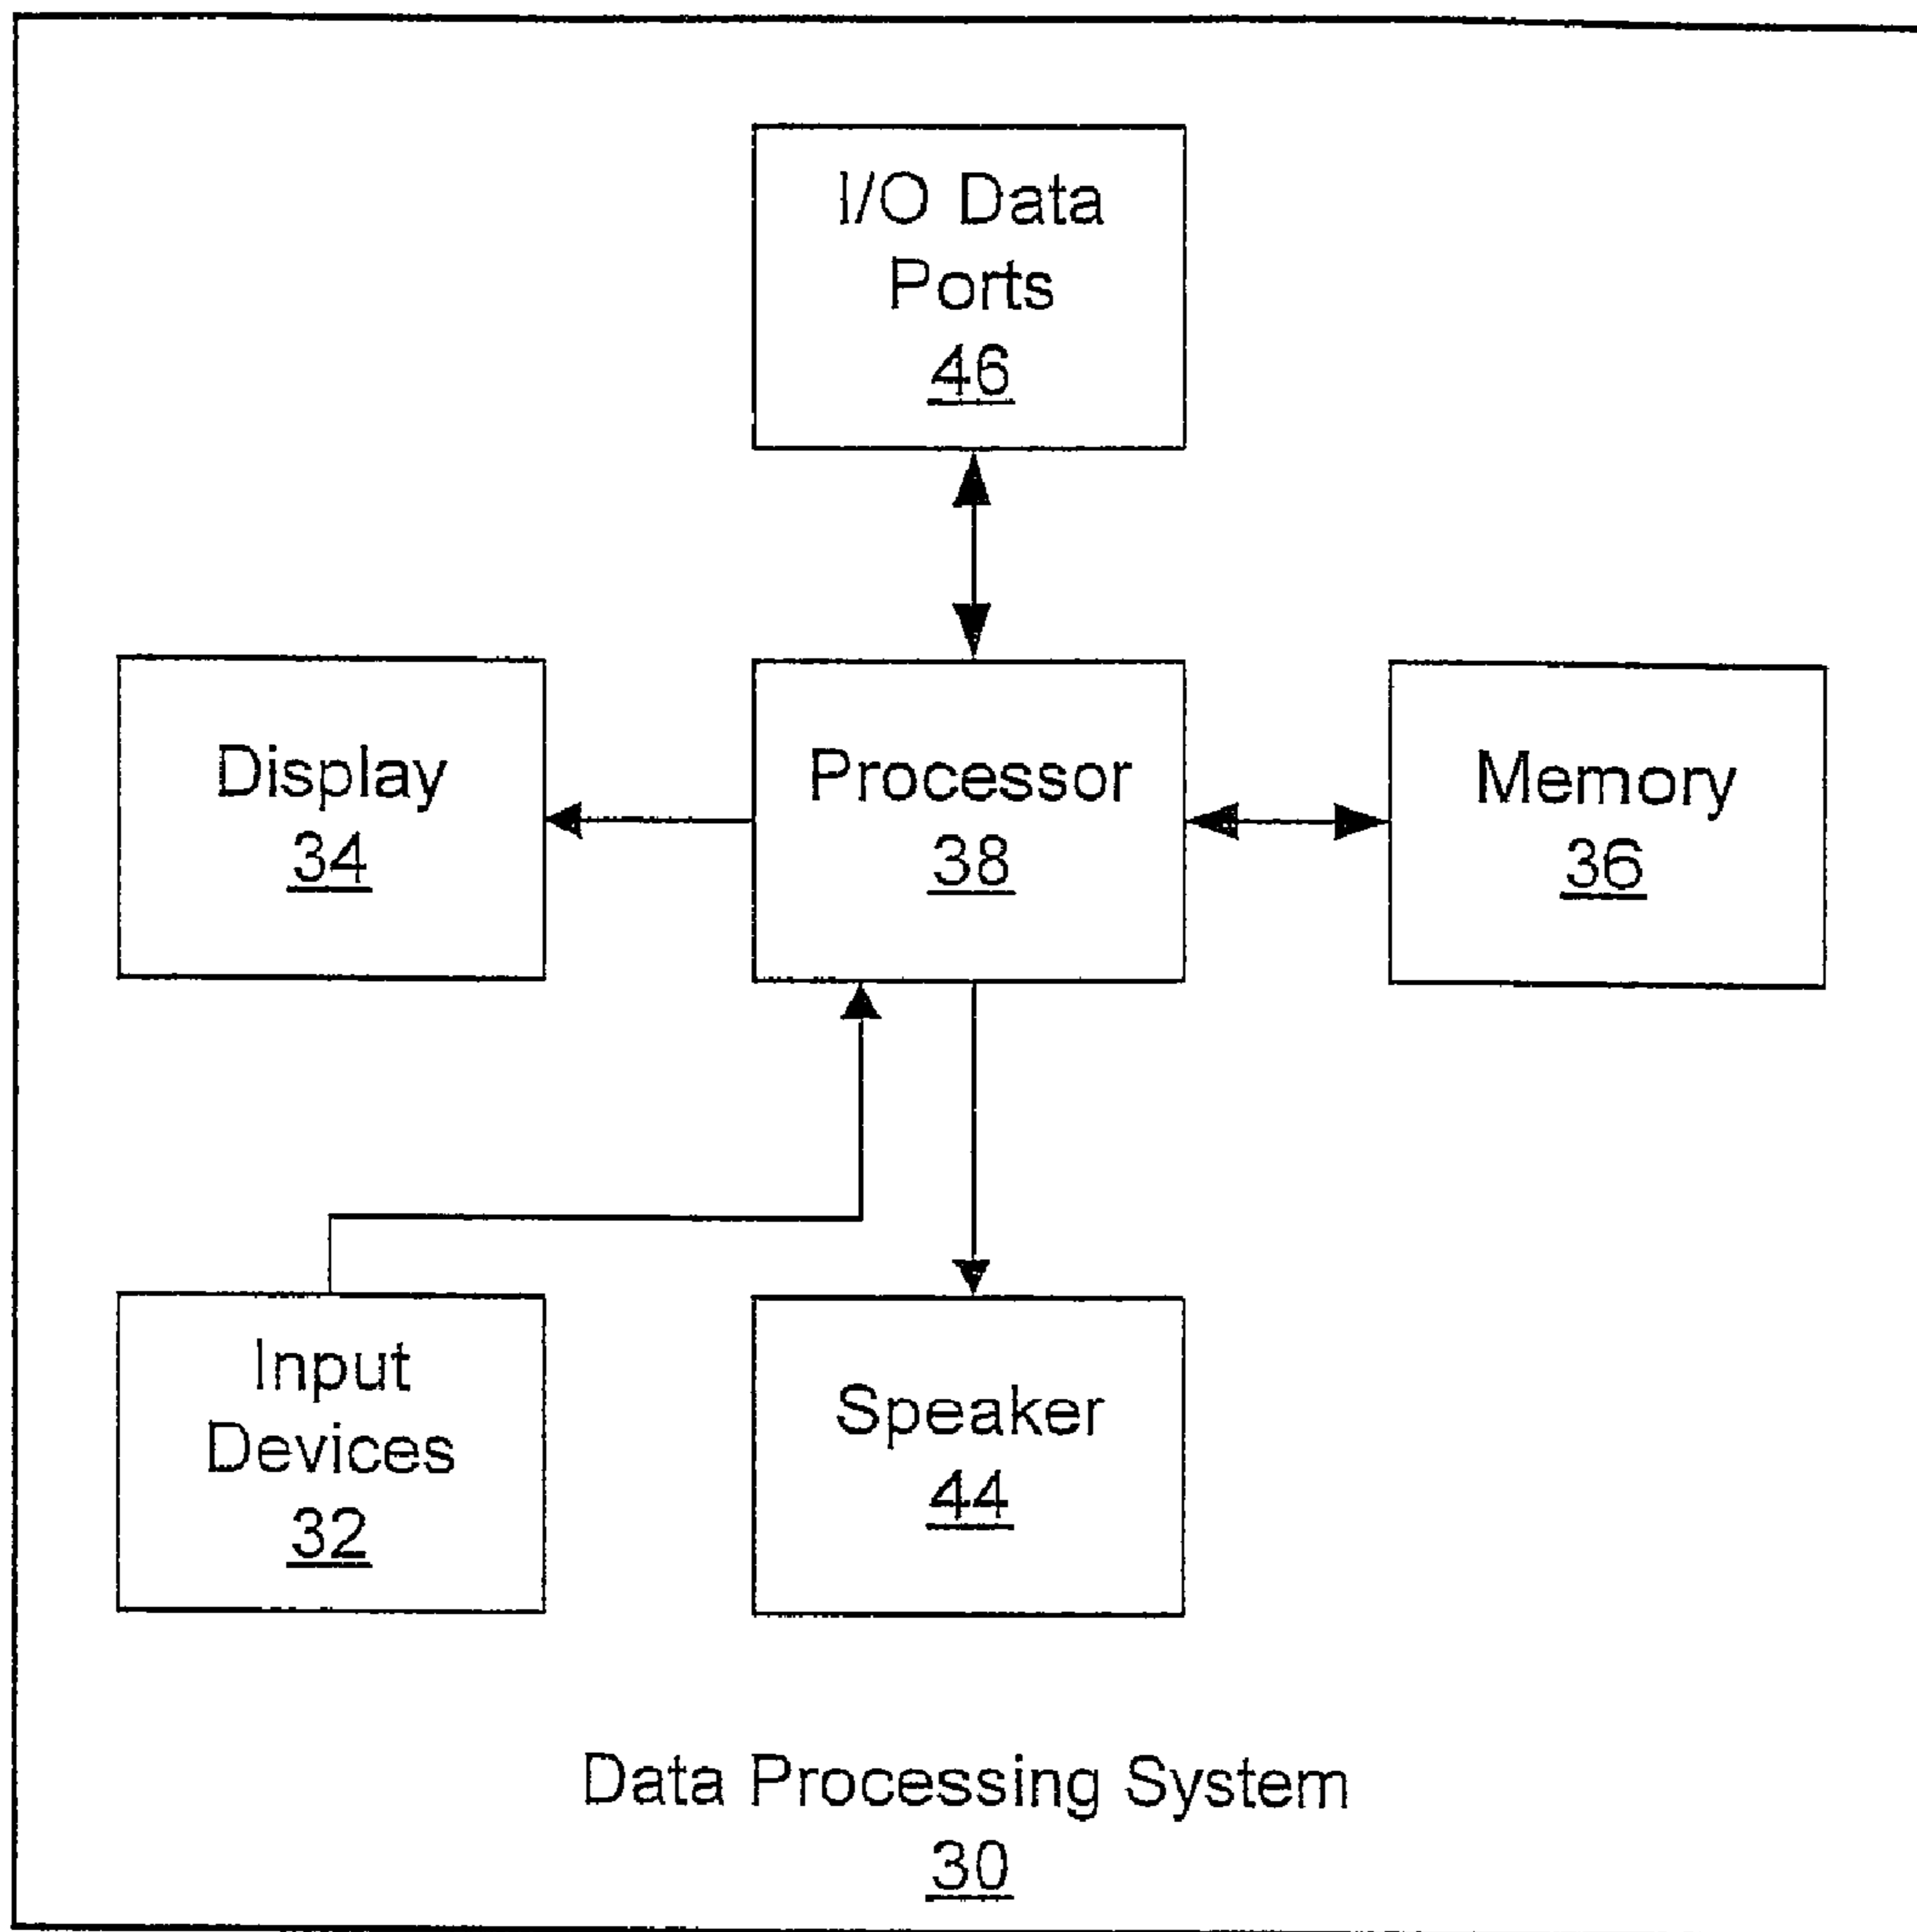 I/O Data
Ports
46
Display
34
Processor
38
Memory
36
Input
Devices
32
Speaker
44
Data Processing System
30